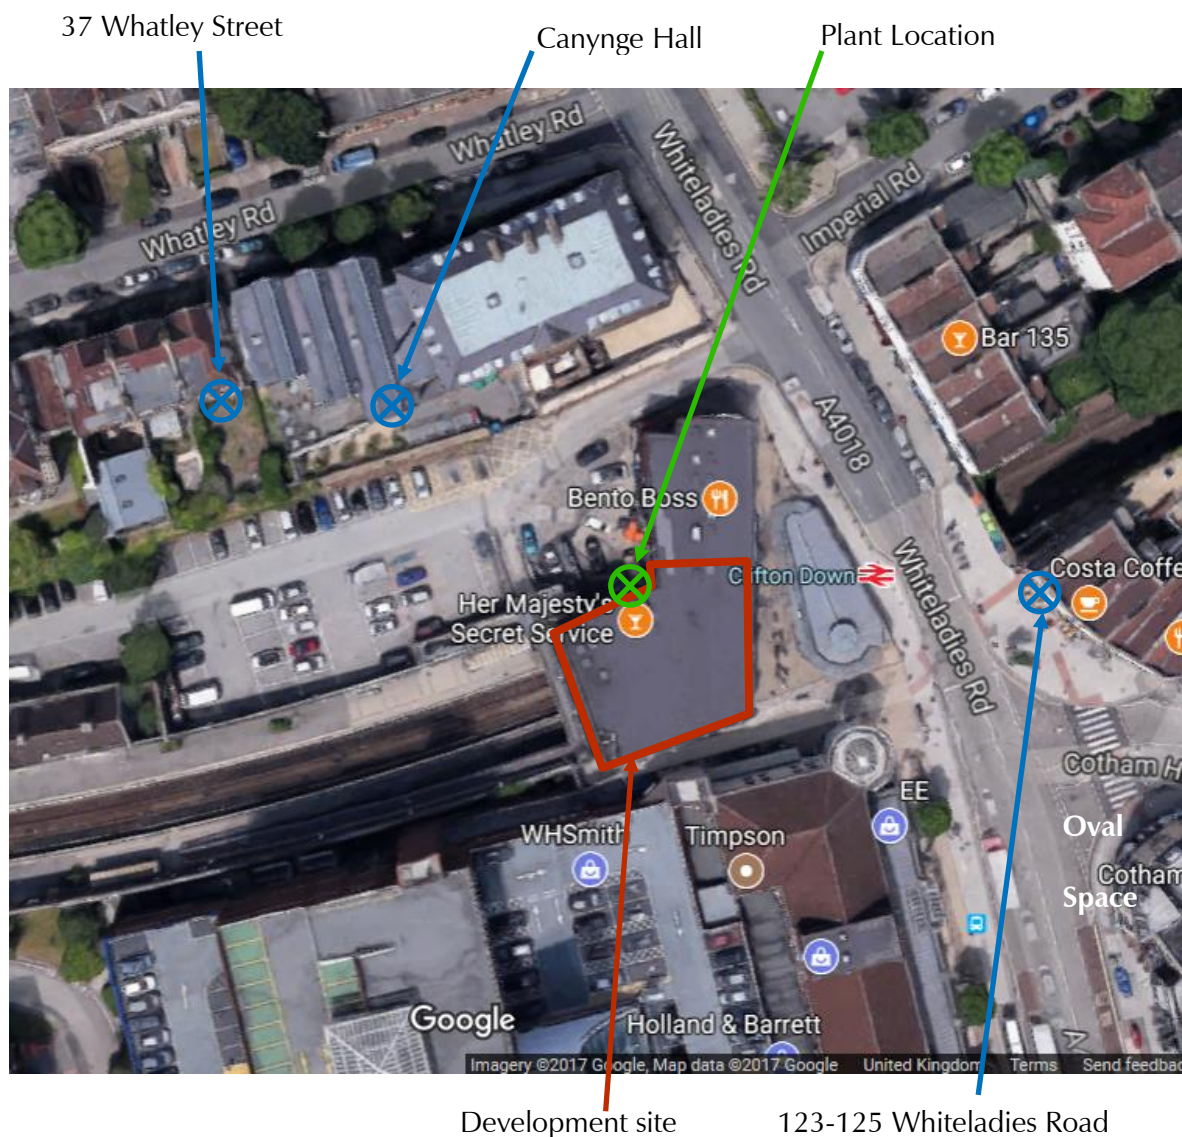 37 Whatley Street
Canynge Hall
Plant Location
Whatley Rd
Whatley Rd
Whiteladies Rd
Imperial Rd
Bar 135
A4018
Bento Boss
Clifton Down
Whiteladies Rd
Costa Coffe
Her Majesty's
Secret Service
Cotham H
EE
WHSmith
Timpson
Oval
Cotham
Space
Google
Holland & Barrett
A
Imagery ©2017 Google, Map data ©2017 Google United Kingdom Terms Send feedbac
Development site
123-125 Whiteladies Road